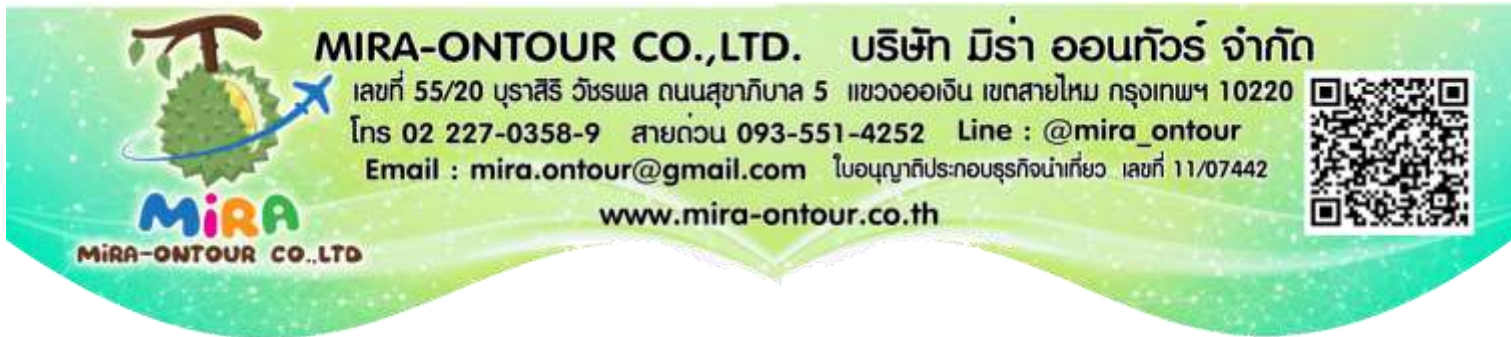 MIRA-ONTOUR CO.,LTD. บริษัท มิร่า ออนทัวร์ จำกัด
เลขที่ 55/20 บุราสิริ วัชรพล ถนนสุขาภิบาล 5 แขวงออเงิน เขตสายไหม กรุงเทพฯ 10220
โทร 02 227-0358-9 สายด่วน 093-551-4252 Line : @mira_ontour
Email : mira.ontour@gmail.com ใบอนุญาติประกอบธุรกิจนำเที่ยว เลขที่ 11/07442
www.mira-ontour.co.th
MiRA
MiRA-ONTOUR CO.,LTD